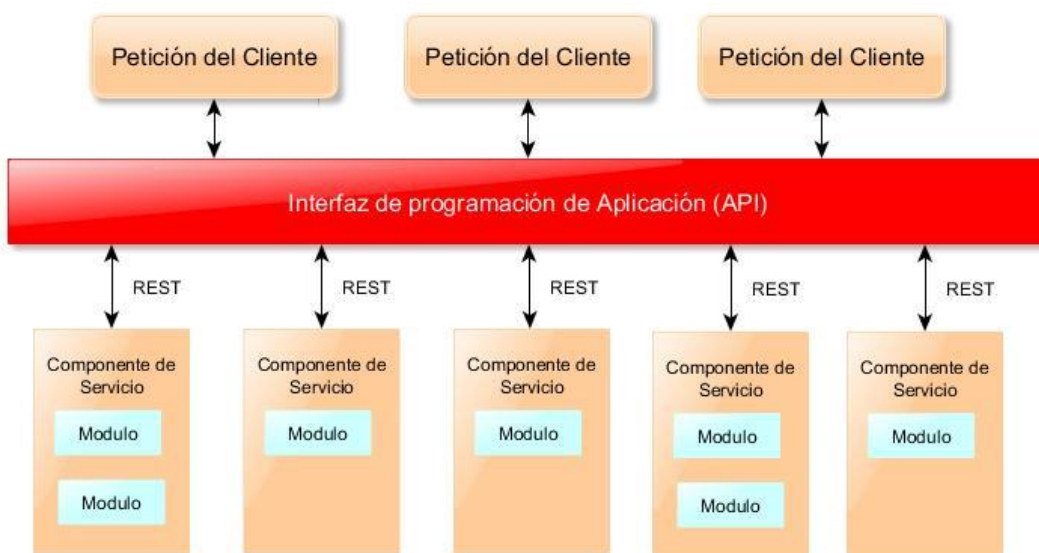 Petición del Cliente
Petición del Cliente
Petición del Cliente
Interfaz de programación de Aplicación (API)
REST
REST
REST
REST
REST
Componente de
Servicio
Modulo
Modulo
Componente de
Servicio
Modulo
Componente de
Servicio
Modulo
Componente de
Servicio
Modulo
Modulo
Componente de
Servicio
Modulo